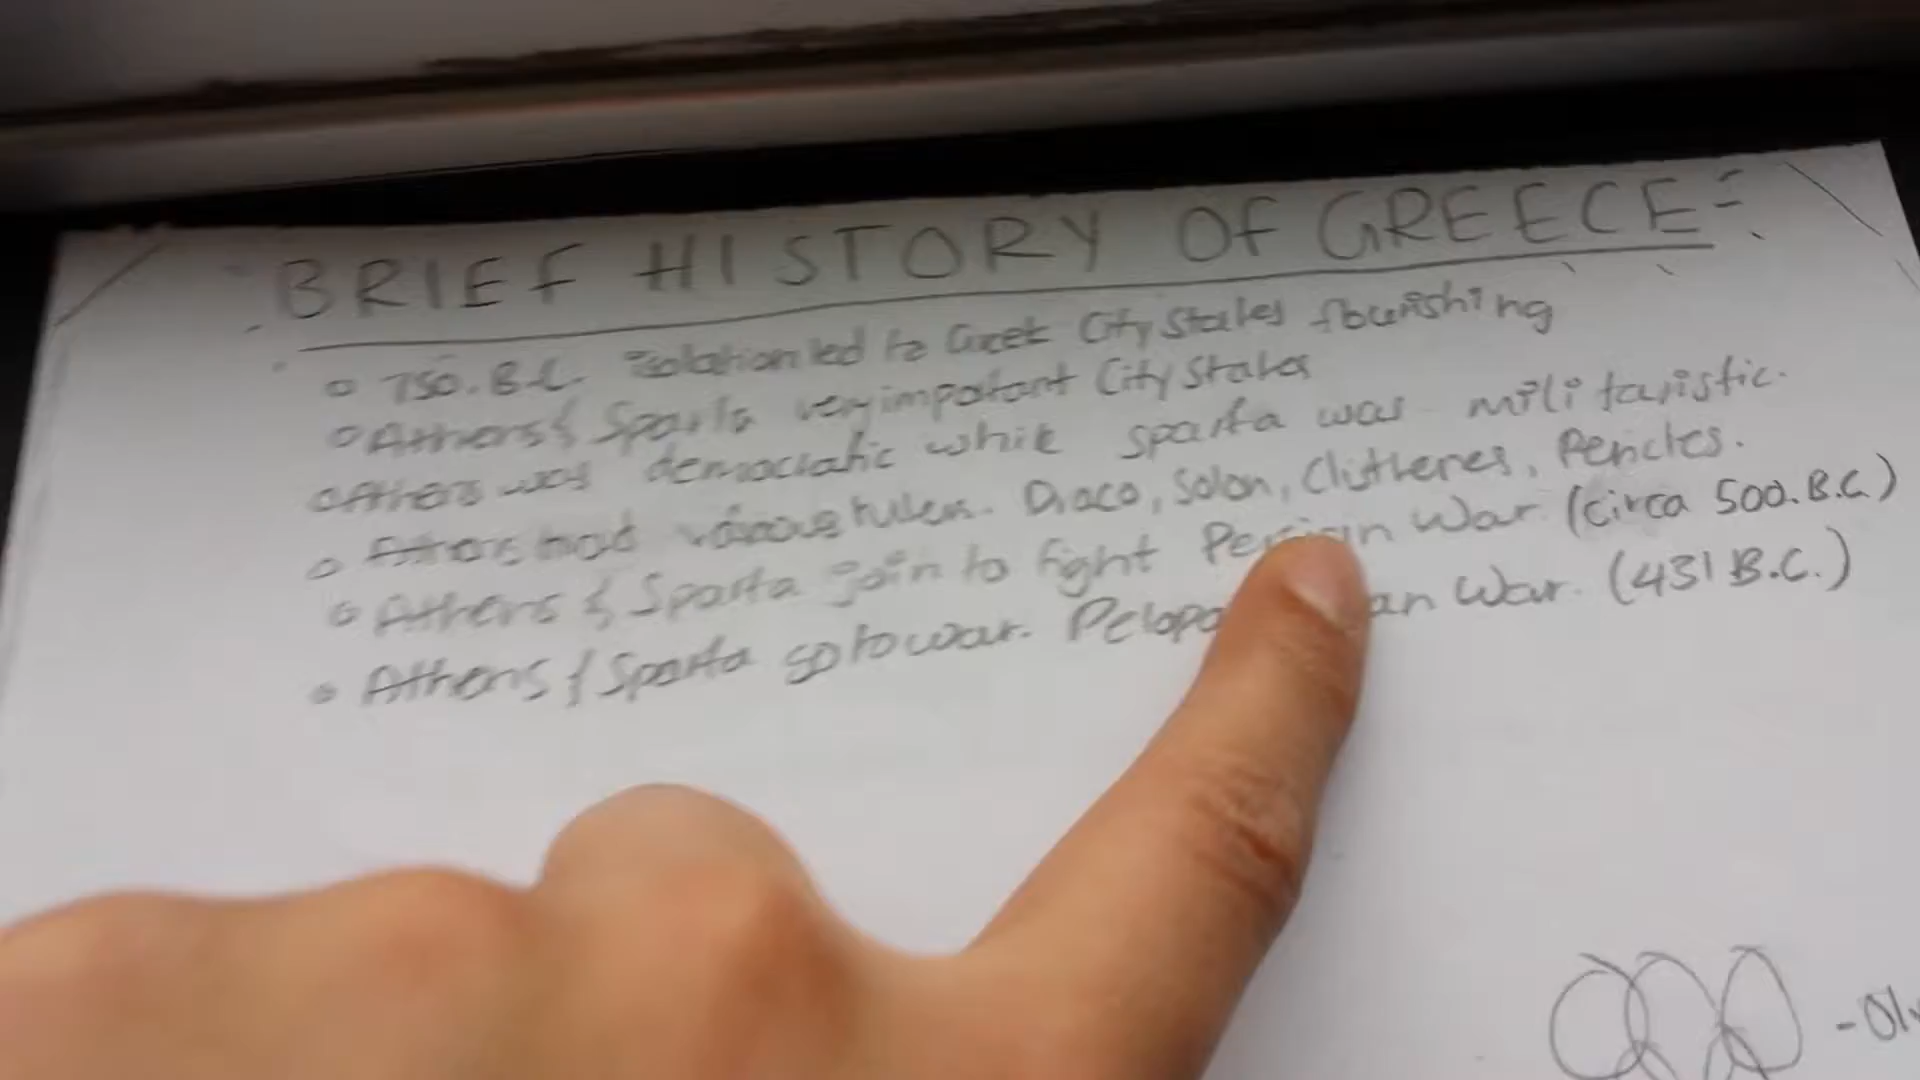 BRIEF HISTORY OF GREECE:
750. B.C. isolation led to Greek City States flourishing
Athens & Sparta very important City States
Athens was democratic while sparta was militaristic.
Athens had various rulers. Draco, Solon, Clistheres, Pericles.
Athens & Sparta join to fight Persian War. (circa 500. B.C.)
Athens & Sparta go to war. War. (431 B.C.)